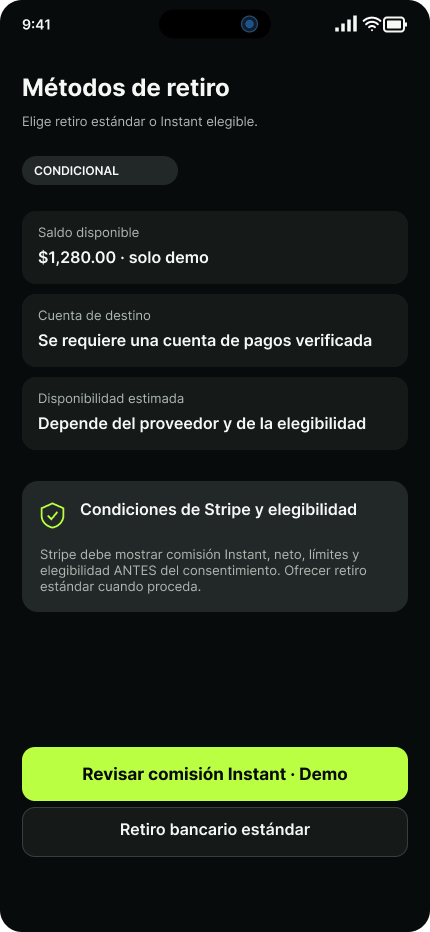 9:41
Métodos de retiro
Elige retiro estándar o Instant elegible.
CONDICIONAL
Saldo disponible
$1,280.00 · solo demo
Cuenta de destino
Se requiere una cuenta de pagos verificada
Disponibilidad estimada
Depende del proveedor y de la elegibilidad
Condiciones de Stripe y elegibilidad
Stripe debe mostrar comisión Instant, neto, límites y
elegibilidad ANTES del consentimiento. Ofrecer retiro
estándar cuando proceda.
Revisar comisión Instant · Demo
Retiro bancario estándar